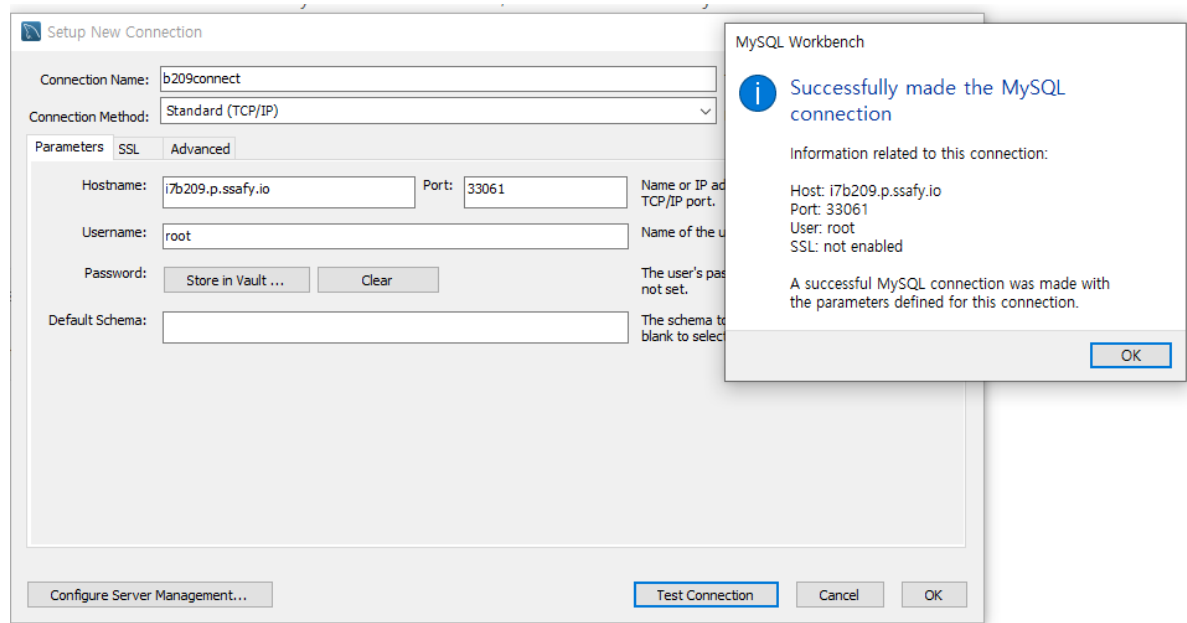 Setup New Connection
Connection Name: b209connect
Connection Method: Standard (TCP/IP)
Parameters SSL Advanced
Hostname: i7b209.p.ssafy.io Port: 33061 Name or IP ad
TCP/IP port.
Username: root Name of the u
Password: Store in Vault ... Clear The user's pas
not set.
Default Schema: The schema to
blank to select
Configure Server Management... Test Connection Cancel OK
MySQL Workbench
Successfully made the MySQL
connection
Information related to this connection:
Host: i7b209.p.ssafy.io
Port: 33061
User: root
SSL: not enabled
A successful MySQL connection was made with
the parameters defined for this connection.
OK